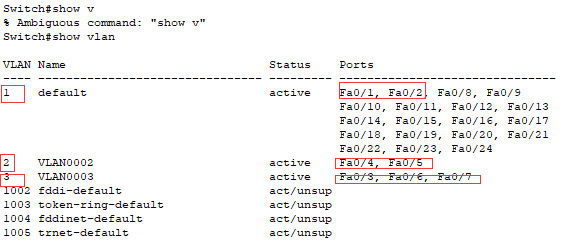 Switch#show v
% Ambiguous command: "show v"
Switch#show vlan
VLAN Name                             Status    Ports
---- -------------------------------- --------- -------------------------------
1    default                          active    Fa0/1, Fa0/2, Fa0/8, Fa0/9
                                                Fa0/10, Fa0/11, Fa0/12, Fa0/13
                                                Fa0/14, Fa0/15, Fa0/16, Fa0/17
                                                Fa0/18, Fa0/19, Fa0/20, Fa0/21
                                                Fa0/22, Fa0/23, Fa0/24
2    VLAN0002                         active    Fa0/4, Fa0/5
3    VLAN0003                         active    Fa0/3, Fa0/6, Fa0/7
1002 fddi-default                     act/unsup
1003 token-ring-default               act/unsup
1004 fddinet-default                  act/unsup
1005 trnet-default                    act/unsup